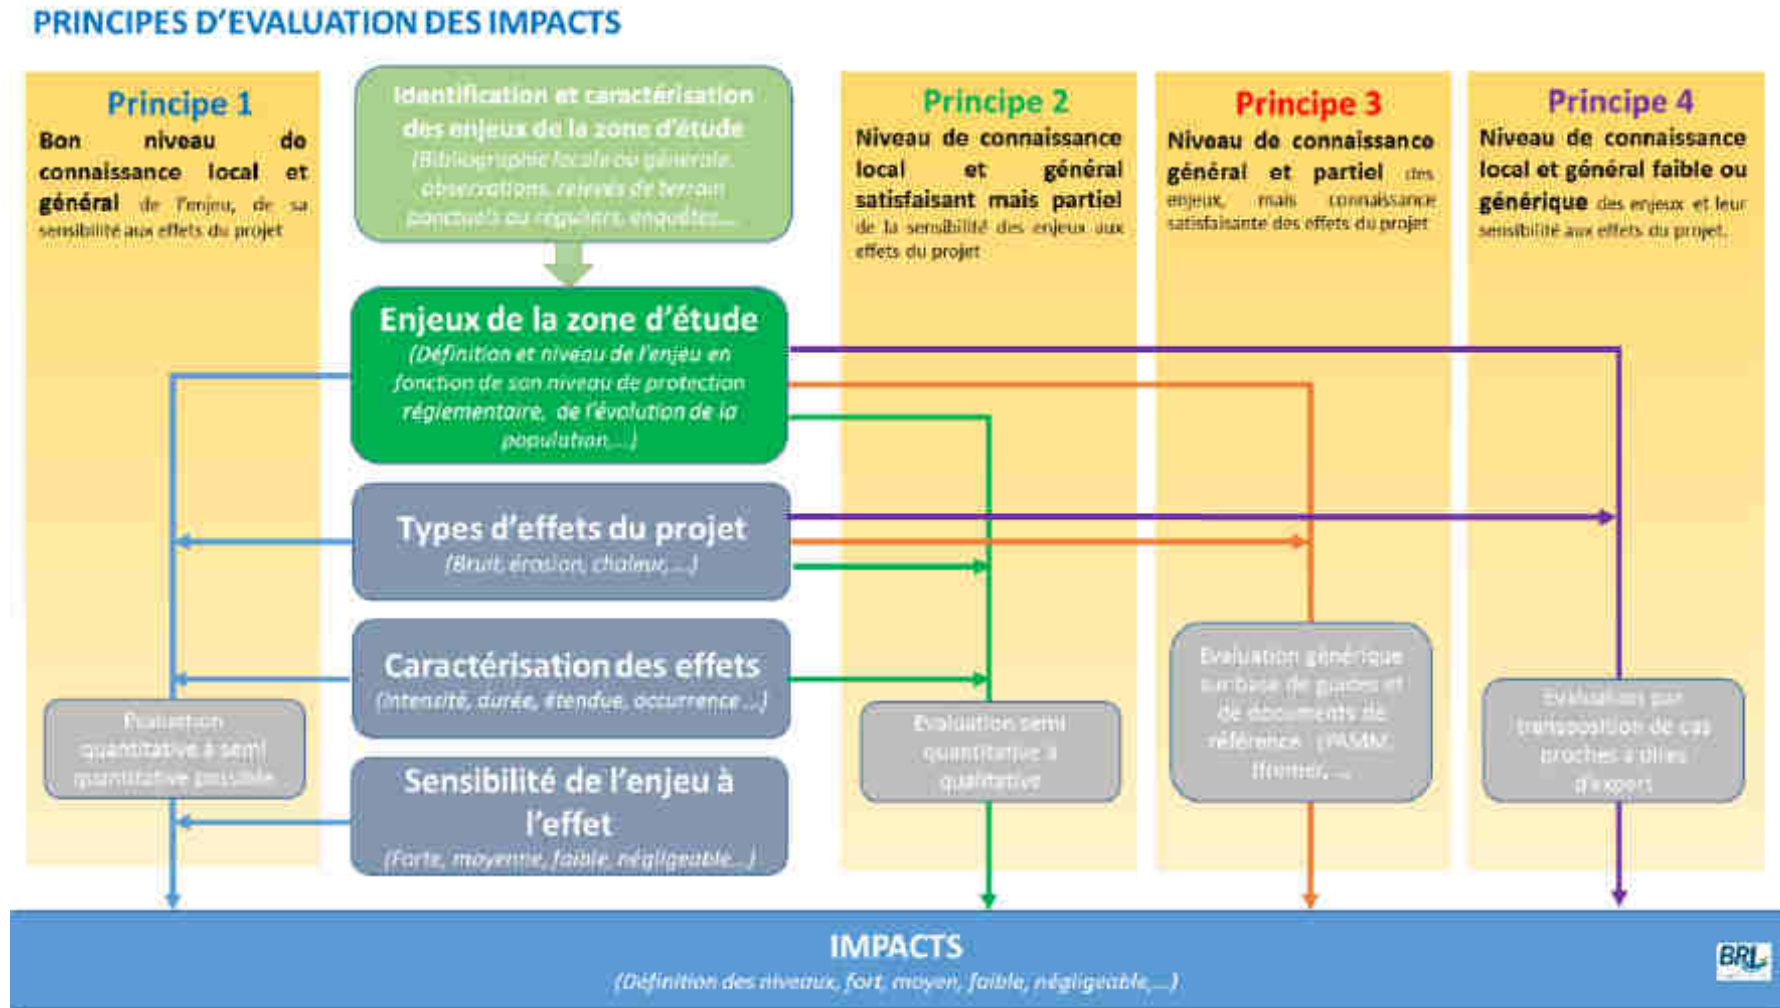 PRINCIPES D'EVALUATION DES IMPACTS
Principe 1
Bon niveau de
connaissance local et
général de l'enjeu, de sa
sensibilité aux effets du projet
Identification et caractérisation
des enjeux de la zone d'étude
(Bibliographie locale ou générale,
observations, relevés de terrain
ponctuels ou réguliers, enquêtes...
Principe 2
Niveau de connaissance
local et général
satisfaisant mais partiel
de la sensibilité des enjeux aux
effets du projet
Principe 3
Niveau de connaissance
général et partiel des
enjeux, mais connaissance
satisfaisante des effets du projet
Principe 4
Niveau de connaissance
local et général faible ou
générique des enjeux et leur
sensibilité aux effets du projet.
Enjeux de la zone d'étude
(Définition et niveau de l'enjeu en
fonction de son niveau de protection
réglementaire, de l'évolution de la
population,...)
Types d'effets du projet
(Bruit, érosion, chaleur, ...)
Caractérisation des effets
(Intensité, durée, étendue, occurrence ...)
Sensibilité de l'enjeu à
l'effet
(Forte, moyenne, faible, négligeable,..)
Evaluation
quantitative à semi
quantitative possible
Evaluation semi
quantitative à
qualitative
Evaluation générique
sur base de guides et
de documents de
référence (PAMM,
Ifremer, ...
Evaluation par
transposition de cas
proches à dires
d'expert
IMPACTS
(Définition des niveaux, fort, moyen, faible, négligeable,...)
BRL